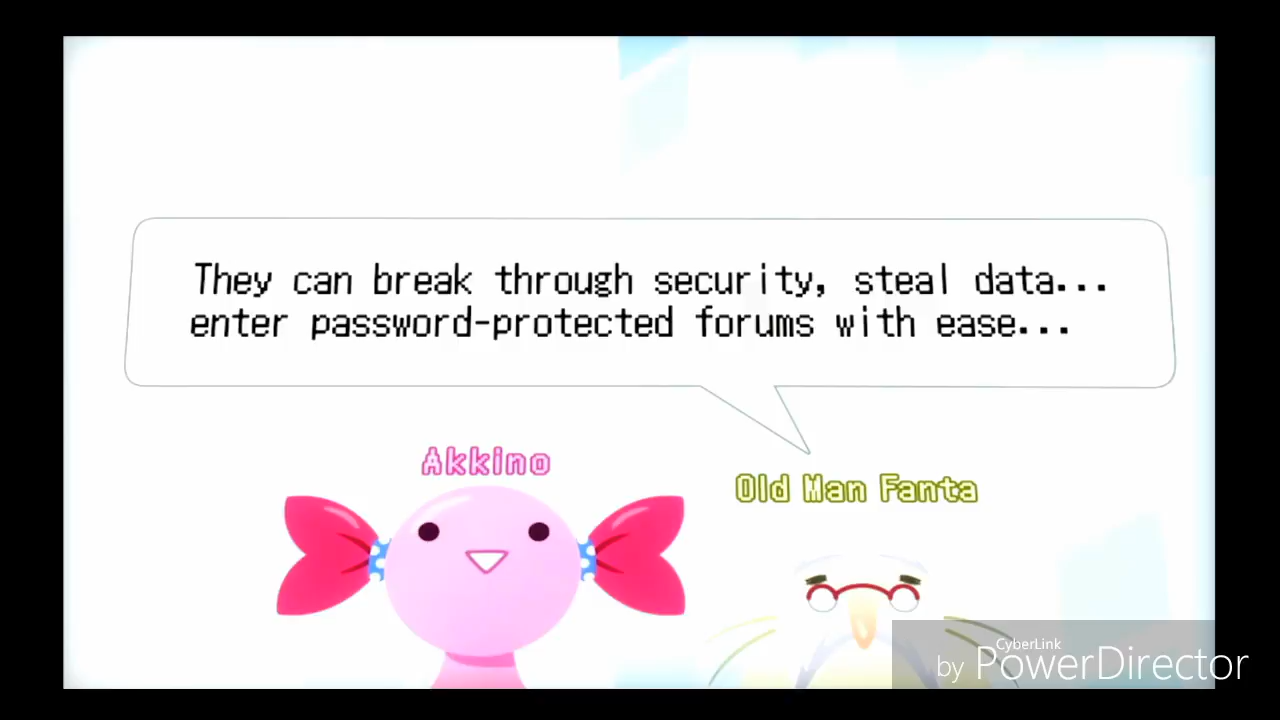 They can break through security, steal data...
enter password-protected forums with ease...
Akkino
Old Man Fanta
CyberLink
by PowerDirector